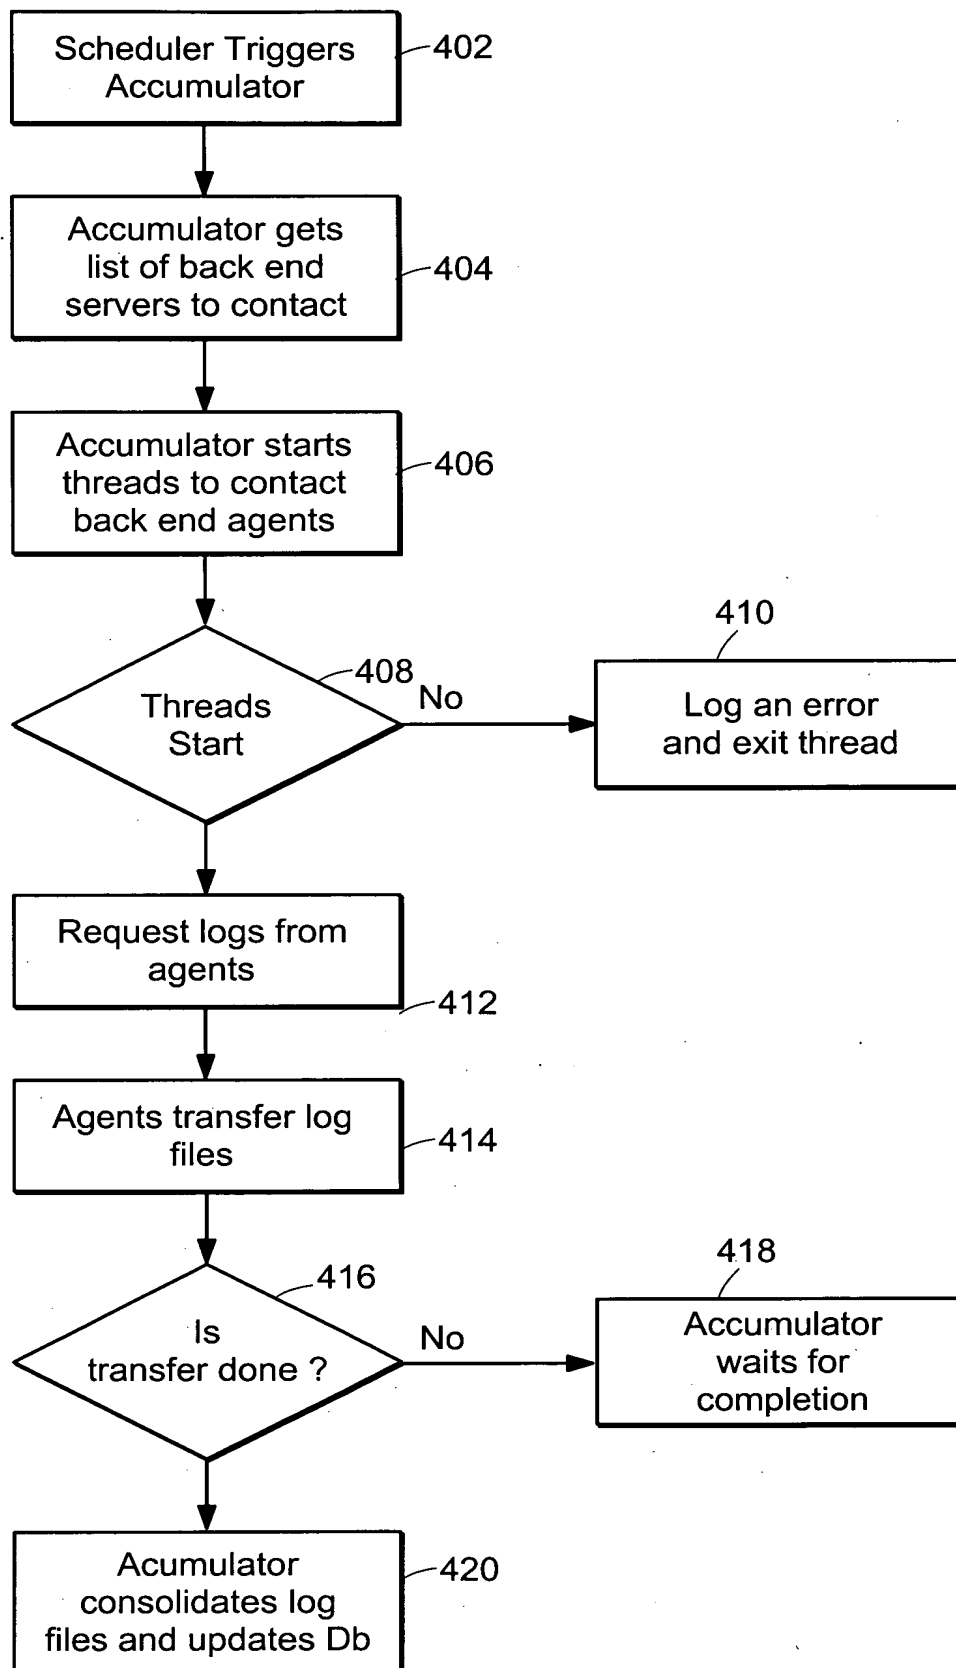 Scheduler Triggers
Accumulator
402
Accumulator gets
list of back end
servers to contact
404
Accumulator starts
threads to contact
back end agents
406
408
Threads
Start
No
410
Log an error
and exit thread
Request logs from
agents
412
Agents transfer log
files
414
416
Is
transfer done ?
No
418
Accumulator
waits for
completion
Acumulator
consolidates log
files and updates Db
420